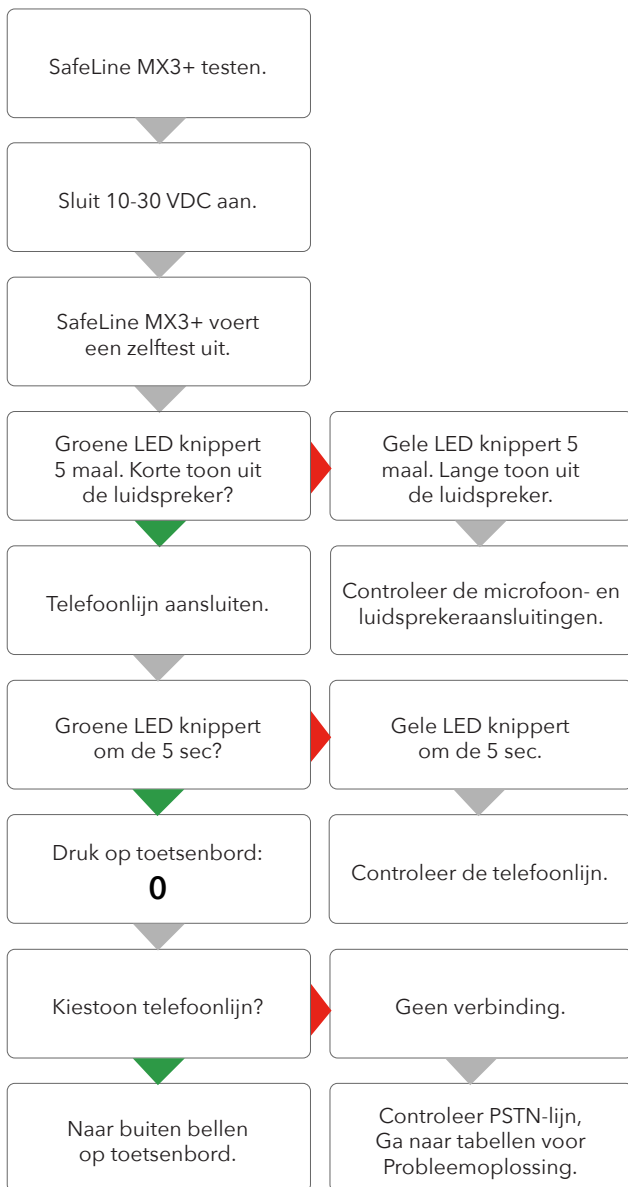 SafeLine MX3+ testen.
Sluit 10-30 VDC aan.
SafeLine MX3+ voert
een zelftest uit.
Groene LED knippert
5 maal. Korte toon uit
de luidspreker?
Gele LED knippert 5
maal. Lange toon uit
de luidspreker.
Telefoonlijn aansluiten.
Controleer de microfoon- en
luidsprekeraansluitingen.
Groene LED knippert
om de 5 sec?
Gele LED knippert
om de 5 sec.
Druk op toetsenbord:
0
Controleer de telefoonlijn.
Kiestoon telefoonlijn?
Geen verbinding.
Naar buiten bellen
op toetsenbord.
Controleer PSTN-lijn,
Ga naar tabellen voor
Probleemoplossing.